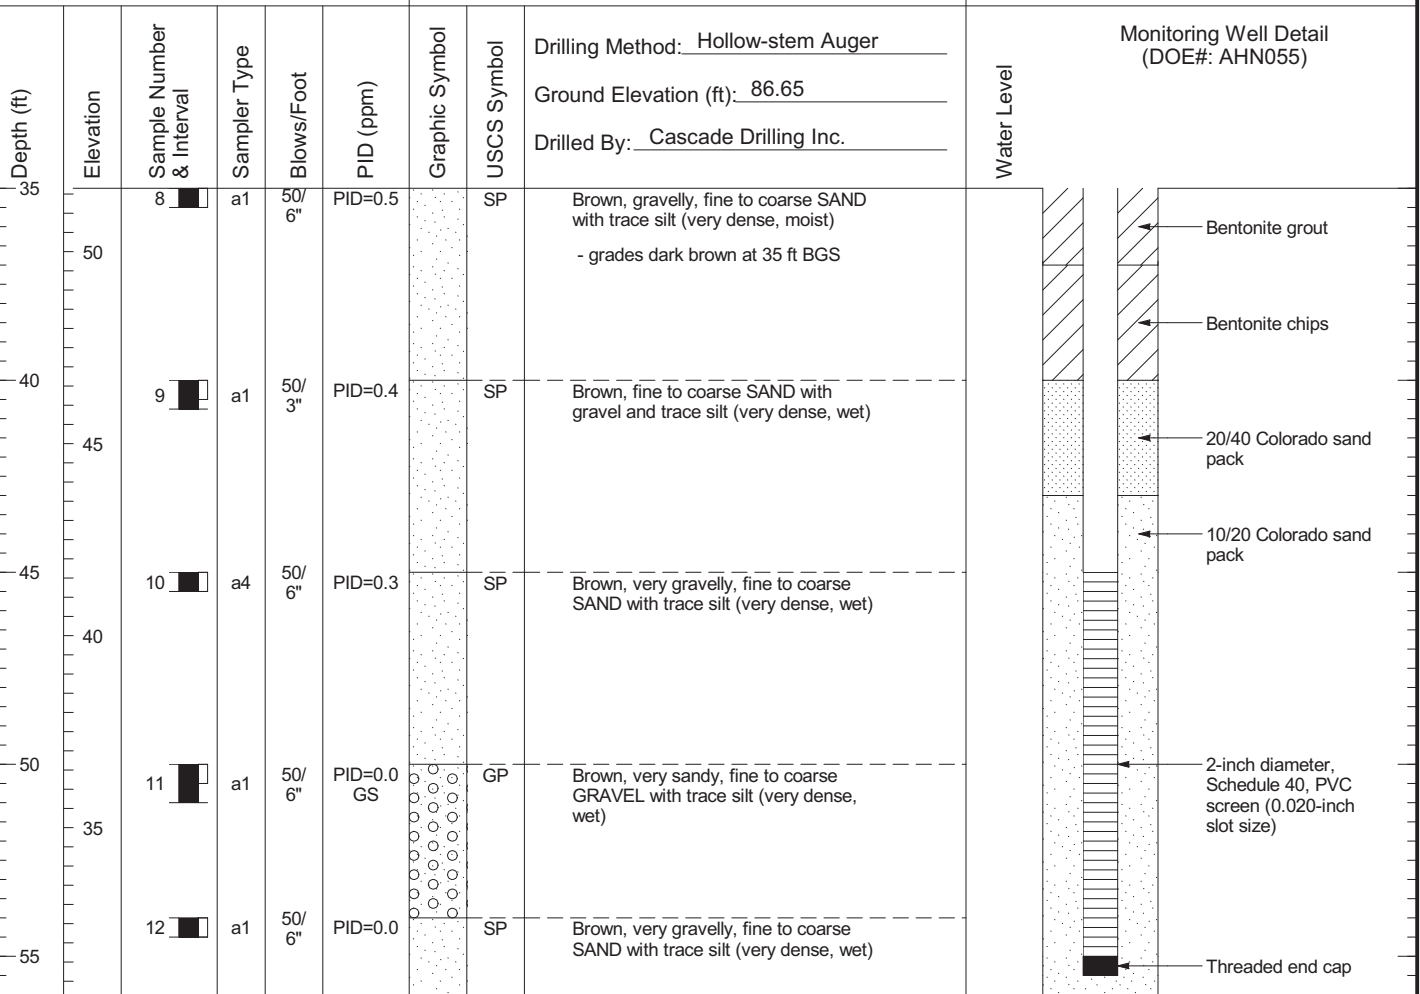 Depth (ft)
Elevation
Sample Number
& Interval
Sampler Type
Blows/Foot
PID (ppm)
Graphic Symbol
USCS Symbol
Drilling Method: Hollow-stem Auger
Ground Elevation (ft): 86.65
Drilled By: Cascade Drilling Inc.
Water Level
Monitoring Well Detail
(DOE#: AHN055)
35
8 a1 50/
6"
PID=0.5
SP
Brown, gravelly, fine to coarse SAND
with trace silt (very dense, moist)
- grades dark brown at 35 ft BGS
Bentonite grout
50
Bentonite chips
40
9 a1 50/
3"
PID=0.4
SP
Brown, fine to coarse SAND with
gravel and trace silt (very dense, wet)
45
20/40 Colorado sand
pack
10/20 Colorado sand
pack
45
10 a4 50/
6"
PID=0.3
SP
Brown, very gravelly, fine to coarse
SAND with trace silt (very dense, wet)
40
50
11 a1 50/
6"
PID=0.0
GS
GP
Brown, very sandy, fine to coarse
GRAVEL with trace silt (very dense,
wet)
2-inch diameter,
Schedule 40, PVC
screen (0.020-inch
slot size)
35
12 a1 50/
6"
PID=0.0
SP
Brown, very gravelly, fine to coarse
SAND with trace silt (very dense, wet)
55
Threaded end cap